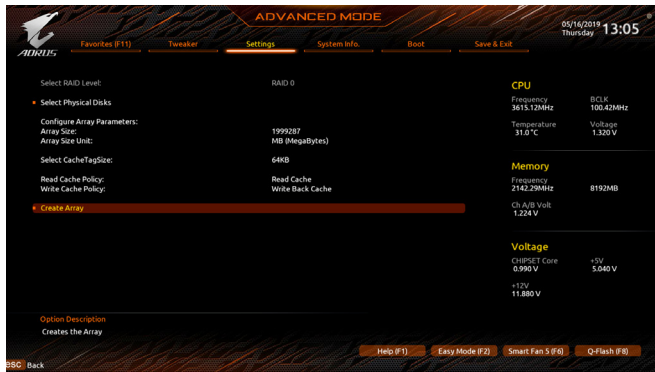 ADVANCED MODE
05/16/2019 Thursday 13:05
AORUS
Favorites (F11) Tweaker Settings System Info. Boot Save & Exit
Select RAID Level: RAID 0
Select Physical Disks
Configure Array Parameters:
Array Size: 1999287
Array Size Unit: MB (MegaBytes)
Select CacheTagSize: 64KB
Read Cache Policy: Read Cache
Write Cache Policy: Write Back Cache
Create Array
CPU
Frequency BCLK
3615.12MHz 100.42MHz
Temperature Voltage
31.0°C 1.320 V
Memory
Frequency
2142.29MHz 8192MB
Ch A/B Volt
1.224 V
Voltage
CHIPSET Core +5V
0.990 V 5.040 V
+12V
11.880 V
Option Description
Creates the Array
Help (F1) Easy Mode (F2) Smart Fan 5 (F6) Q-Flash (F8)
esc Back